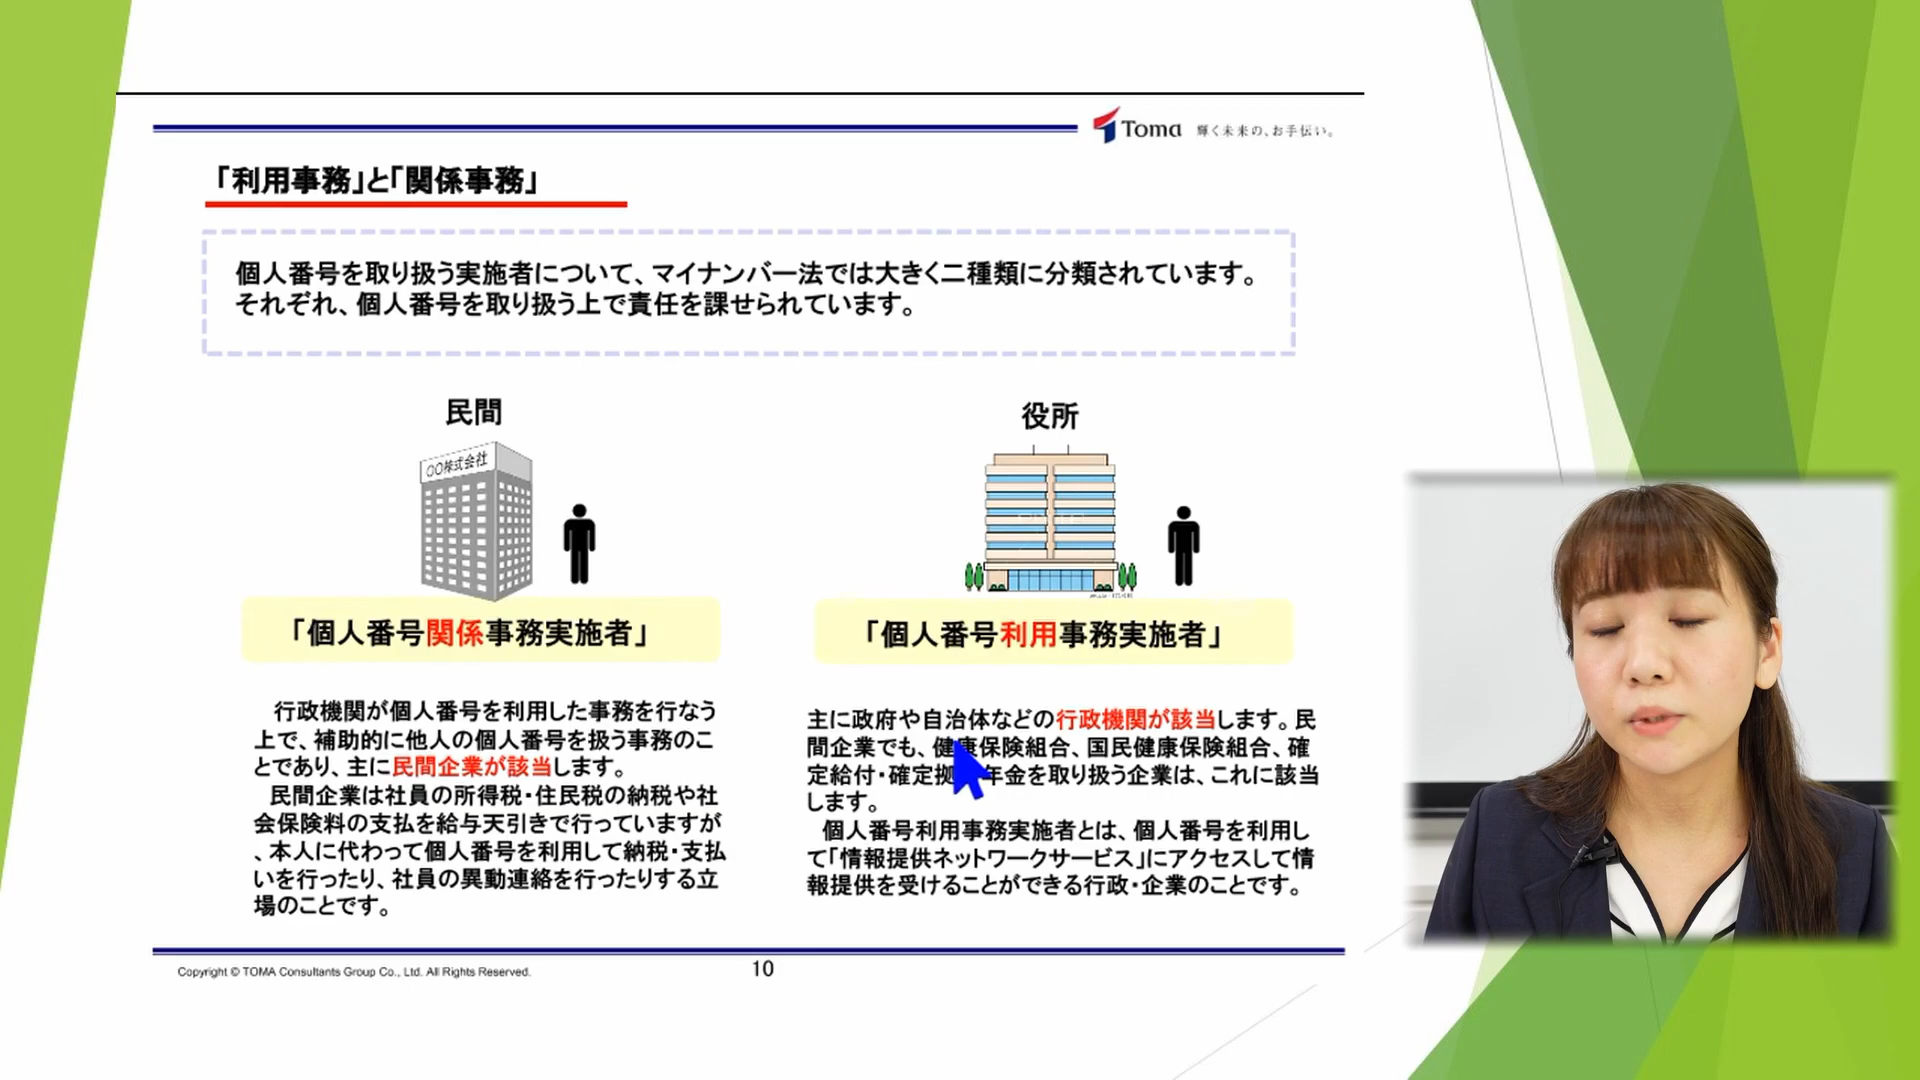 Toma 輝く未来の、お手伝い。
「利用事務」と「関係事務」
個人番号を取り扱う実施者について、マイナンバー法では大きく二種類に分類されています。
それぞれ、個人番号を取り扱う上で責任を課せられています。
民間
〇〇株式会社
「個人番号関係事務実施者」
行政機関が個人番号を利用した事務を行なう
上で、補助的に他人の個人番号を扱う事務のこ
とであり、主に民間企業が該当します。
民間企業は社員の所得税・住民税の納税や社
会保険料の支払を給与天引きで行っていますが
、本人に代わって個人番号を利用して納税・支払
いを行ったり、社員の異動連絡を行ったりする立
場のことです。
役所
「個人番号利用事務実施者」
主に政府や自治体などの行政機関が該当します。民
間企業でも、健康保険組合、国民健康保険組合、確
定給付・確定拠年金を取り扱う企業は、これに該当
します。
個人番号利用事務実施者とは、個人番号を利用し
て「情報提供ネットワークサービス」にアクセスして情
報提供を受けることができる行政・企業のことです。
Copyright © TOMA Consultants Group Co., Ltd. All Rights Reserved.
10